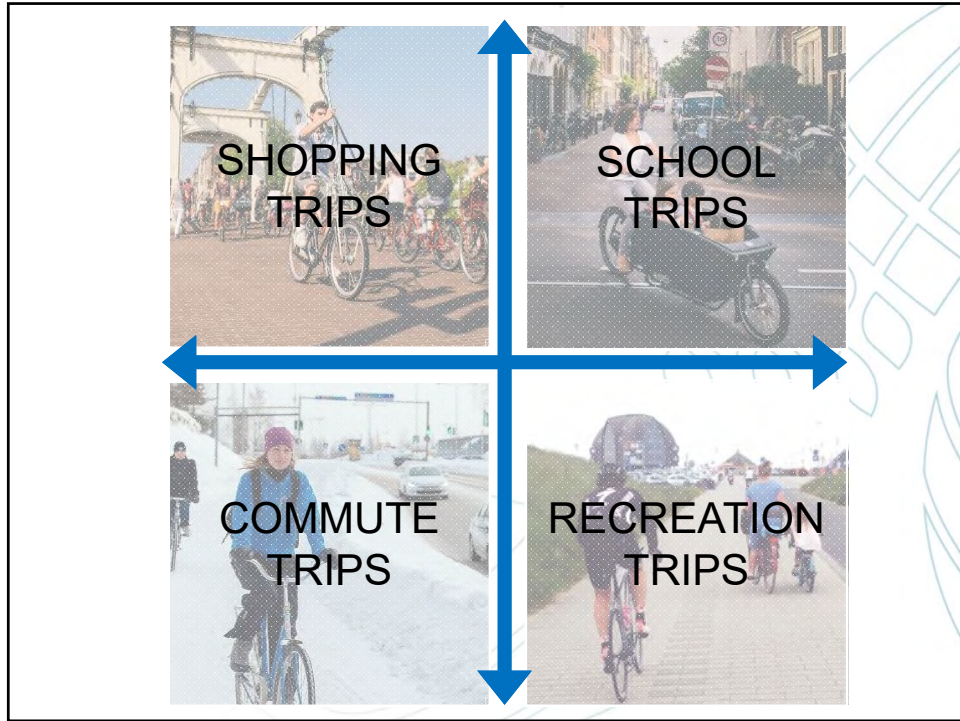 SHOPPING
TRIPS
SCHOOL
TRIPS
COMMUTE
TRIPS
RECREATION
TRIPS